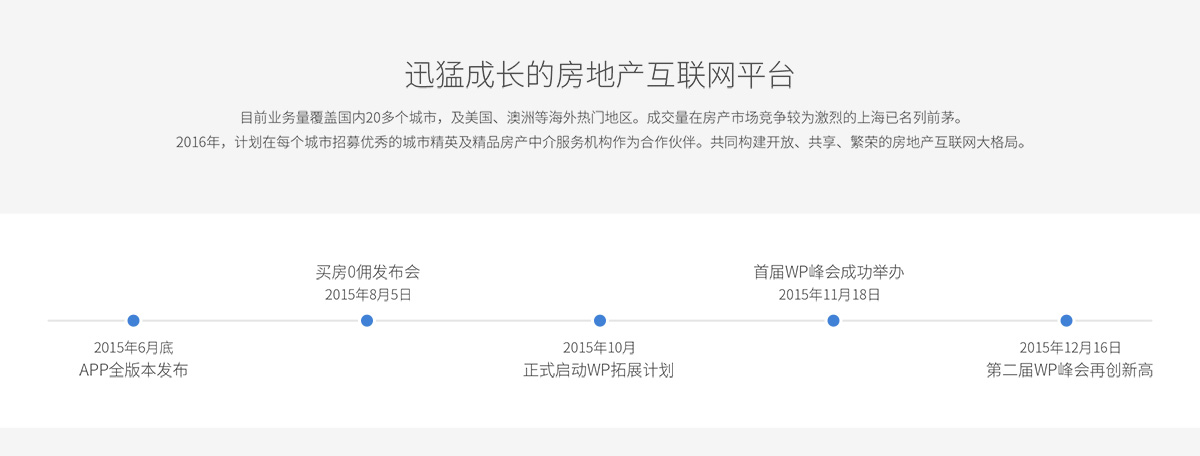 迅猛成长的房地产互联网平台
目前业务量覆盖国内20多个城市，及美国、澳洲等海外热门地区。成交量在房产市场竞争较为激烈的上海已名列前茅。
2016年，计划在每个城市招募优秀的城市精英及精品房产中介服务机构作为合作伙伴。共同构建开放、共享、繁荣的房地产互联网大格局。
2015年6月底
APP全版本发布
买房0佣发布会
2015年8月5日
2015年10月
正式启动WP拓展计划
首届WP峰会成功举办
2015年11月18日
2015年12月16日
第二届WP峰会再创新高